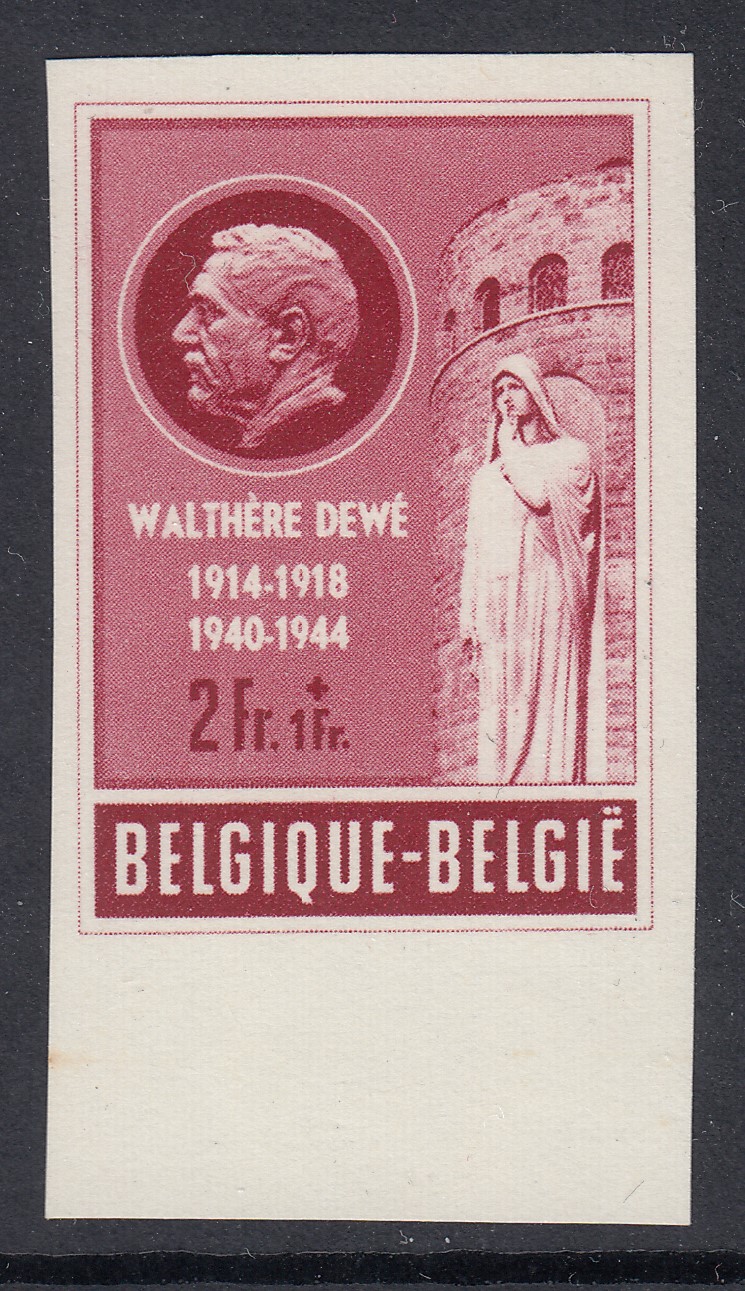 WALTHÈRE DEWÉ
1914-1918
1940-1944
2 Fr. + 1 Fr.
BELGIQUE-BELGIË